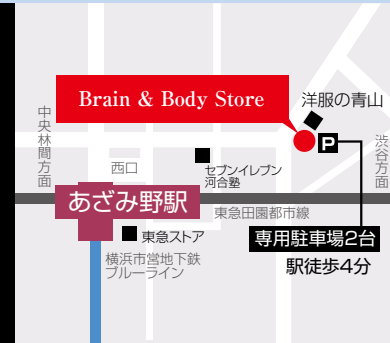 Brain & Body Store
洋服の青山
P
中央林間方面
渋谷方面
西口
セブンイレブン
河合塾
あざみ野駅
東急田園都市線
東急ストア
専用駐車場2台
横浜市営地下鉄
ブルーライン
駅徒歩4分